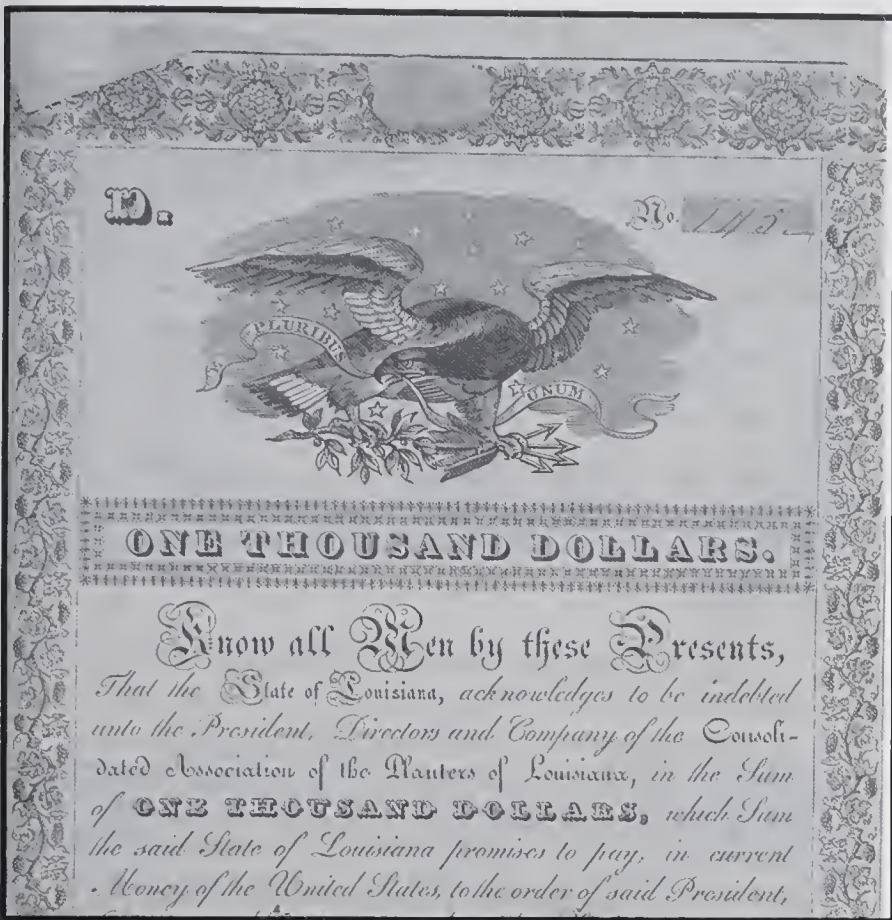 D.
No. 145
E PLURIBUS UNUM
ONE THOUSAND DOLLARS.
Know all Men by these Presents,
That the State of Louisiana, acknowledges to be indebted
unto the President, Directors and Company of the Consoli-
dated Association of the Planters of Louisiana, in the Sum
of ONE THOUSAND DOLLARS, which Sum
the said State of Louisiana promises to pay, in current
Money of the United States, to the order of said President,